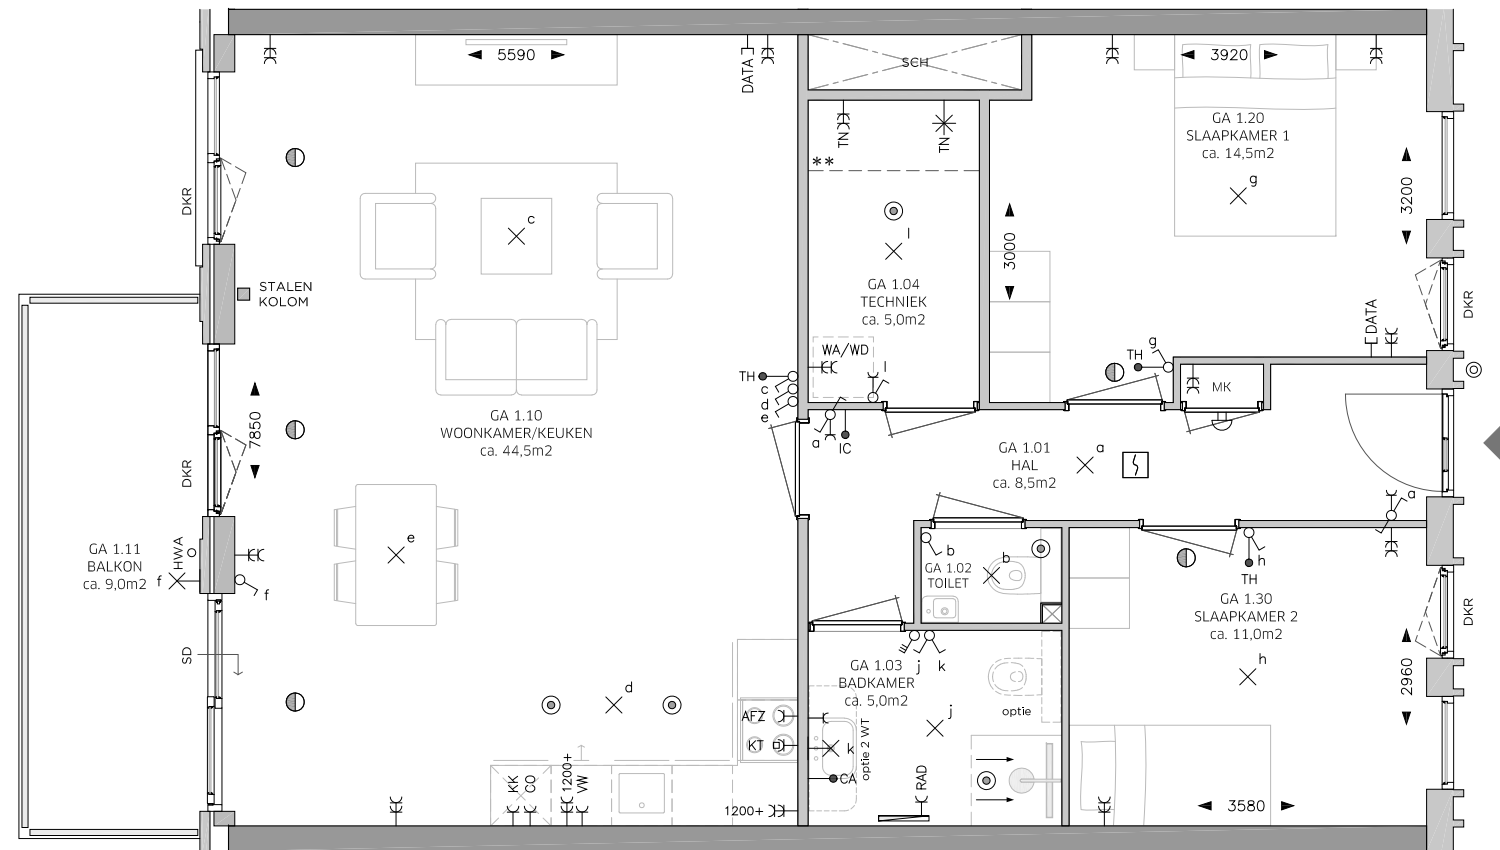 5590
DATA
SCH
3920
GA 1.20
SLAAPKAMER 1
ca. 14,5m2
g
TN
TN
**
DKR
3200
c
l
3000
GA 1.04
TECHNIEK
ca. 5,0m2
STALEN
KOLOM
DATA
DKR
WA/WD
g
TH
l
TH
c
d
e
MK
7850
GA 1.10
WOONKAMER/KEUKEN
ca. 44,5m2
a
IC
GA 1.01
HAL
ca. 8,5m2
a
DKR
a
e
HWA
GA 1.11
BALKON
ca. 9,0m2
f
f
b
b
GA 1.02
TOILET
h
TH
GA 1.30
SLAAPKAMER 2
ca. 11,0m2
DKR
SD
GA 1.03
BADKAMER
ca. 5,0m2
j
k
h
2960
d
AFZ
j
optie
KT
k
optie 2 WT
CA
RAD
KK
CO
1200+
VW
1200+
3580